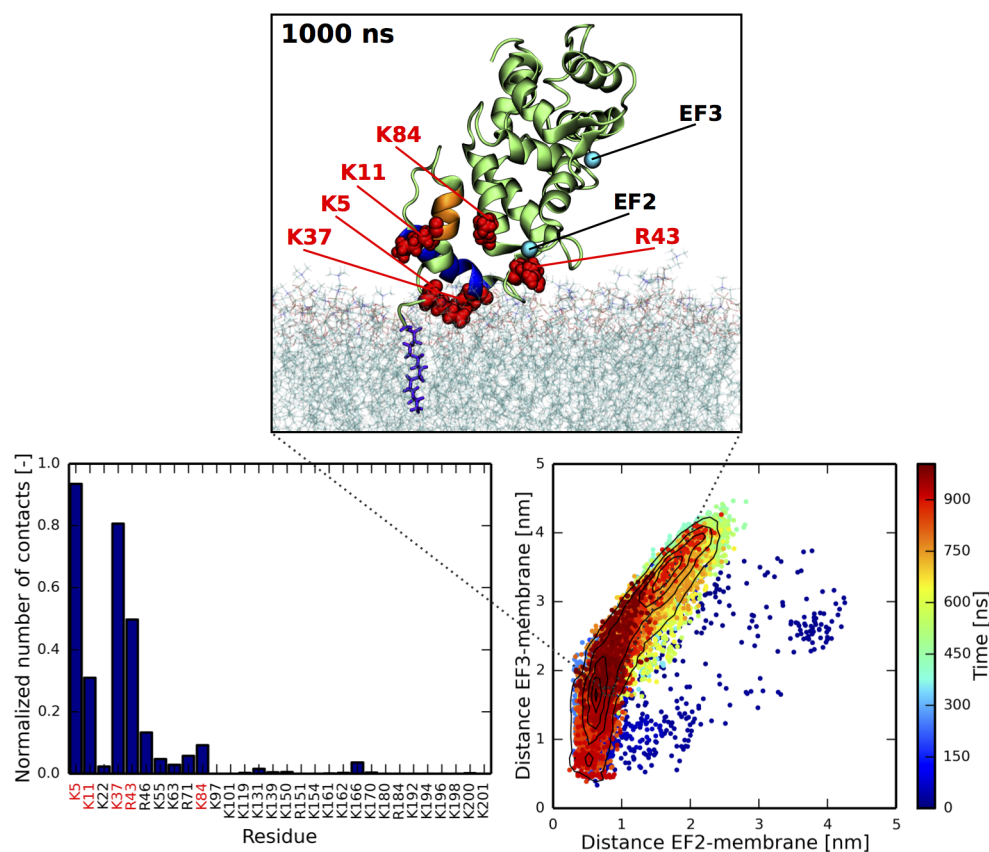 1000 ns
K84
K11
K5
K37
EF3
EF2
R43
Normalized number of contacts [-]
1.0
0.8
0.6
0.4
0.2
0.0
K5
K11
K22
K37
R43
R46
K55
K63
R71
K84
K97
K101
K119
K131
K139
K150
R151
K154
K161
K162
K166
K170
K180
R184
K192
K194
K196
K198
K200
K201
Residue
Distance EF3-membrane [nm]
5
4
3
2
1
0
0 1 2 3 4 5
Distance EF2-membrane [nm]
900
750
600
450
300
150
0
Time [ns]